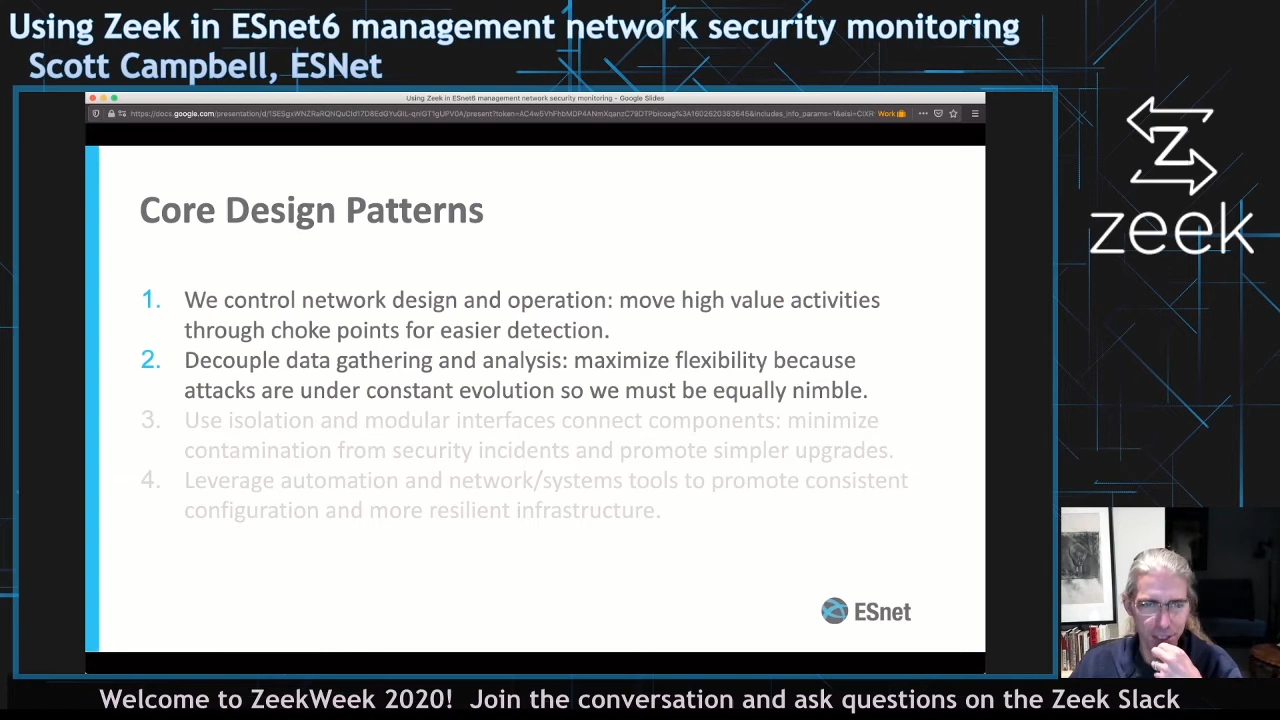 Using Zeek in ESnet6 management network security monitoring
Scott Campbell, ESNet
Using Zeek in ESnet6 management network security monitoring - Google Slides
Work
zeek
Core Design Patterns
1. We control network design and operation: move high value activities
through choke points for easier detection.
2. Decouple data gathering and analysis: maximize flexibility because
attacks are under constant evolution so we must be equally nimble.
3. Use isolation and modular interfaces connect components: minimize
contamination from security incidents and promote simpler upgrades.
4. Leverage automation and network/systems tools to promote consistent
configuration and more resilient infrastructure.
ESnet
Welcome to ZeekWeek 2020! Join the conversation and ask questions on the Zeek Slack